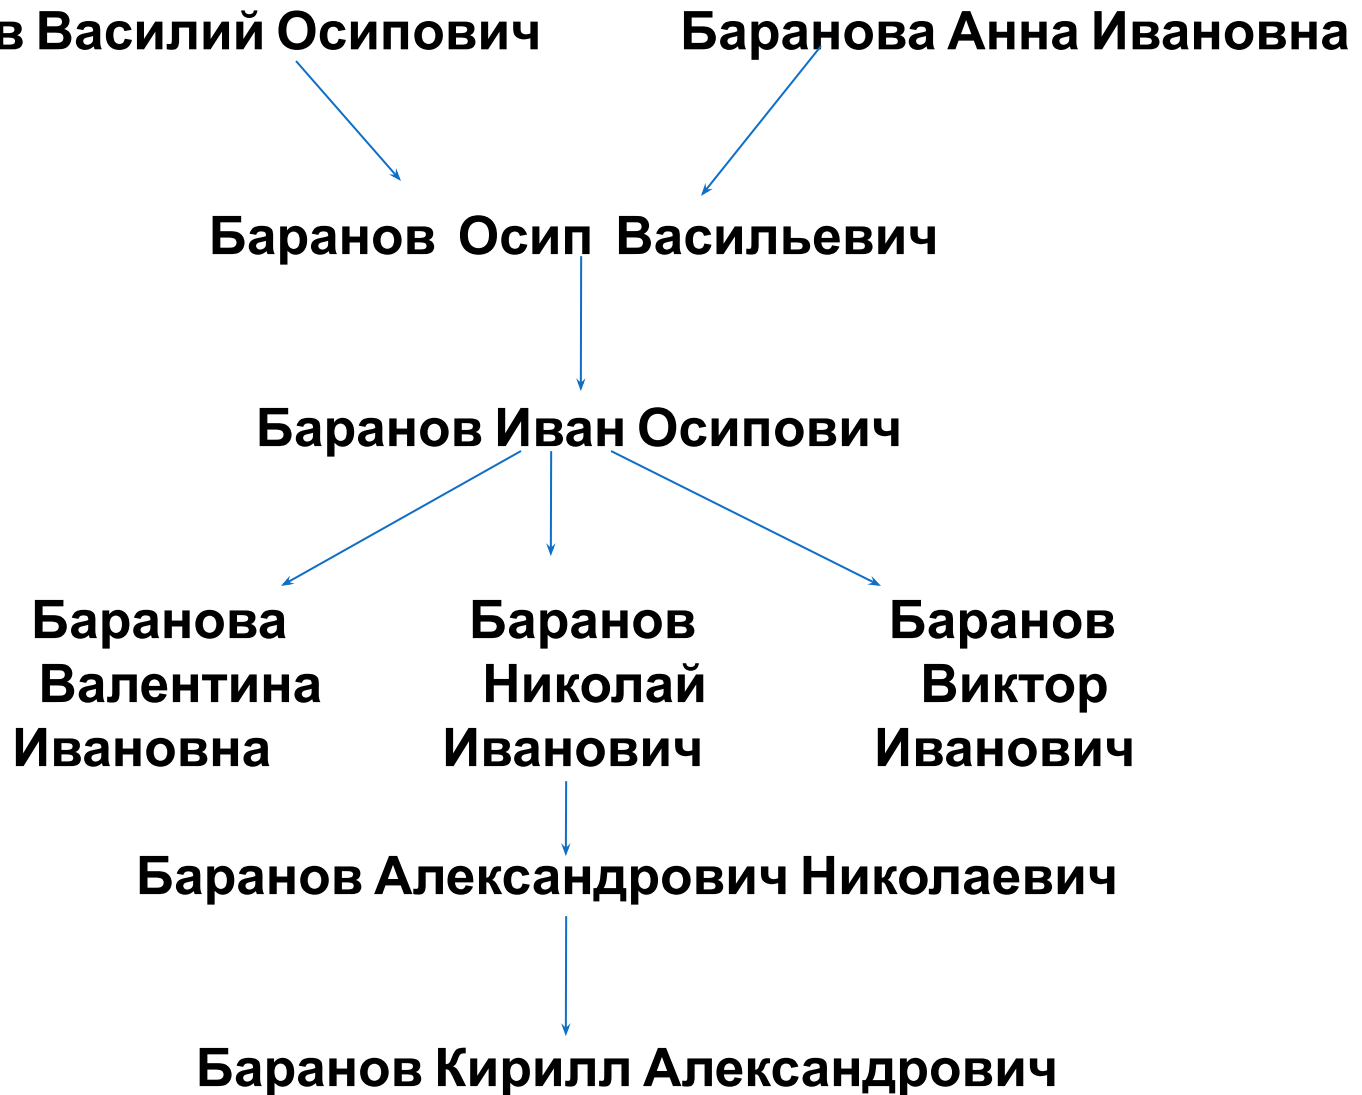 в Василий Осипович Баранова Анна Ивановна
Баранов Осип Васильевич
Баранов Иван Осипович
Баранова Баранов Баранов
Валентина Николай Виктор
Ивановна Иванович Иванович
Баранов Александрович Николаевич
Баранов Кирилл Александрович